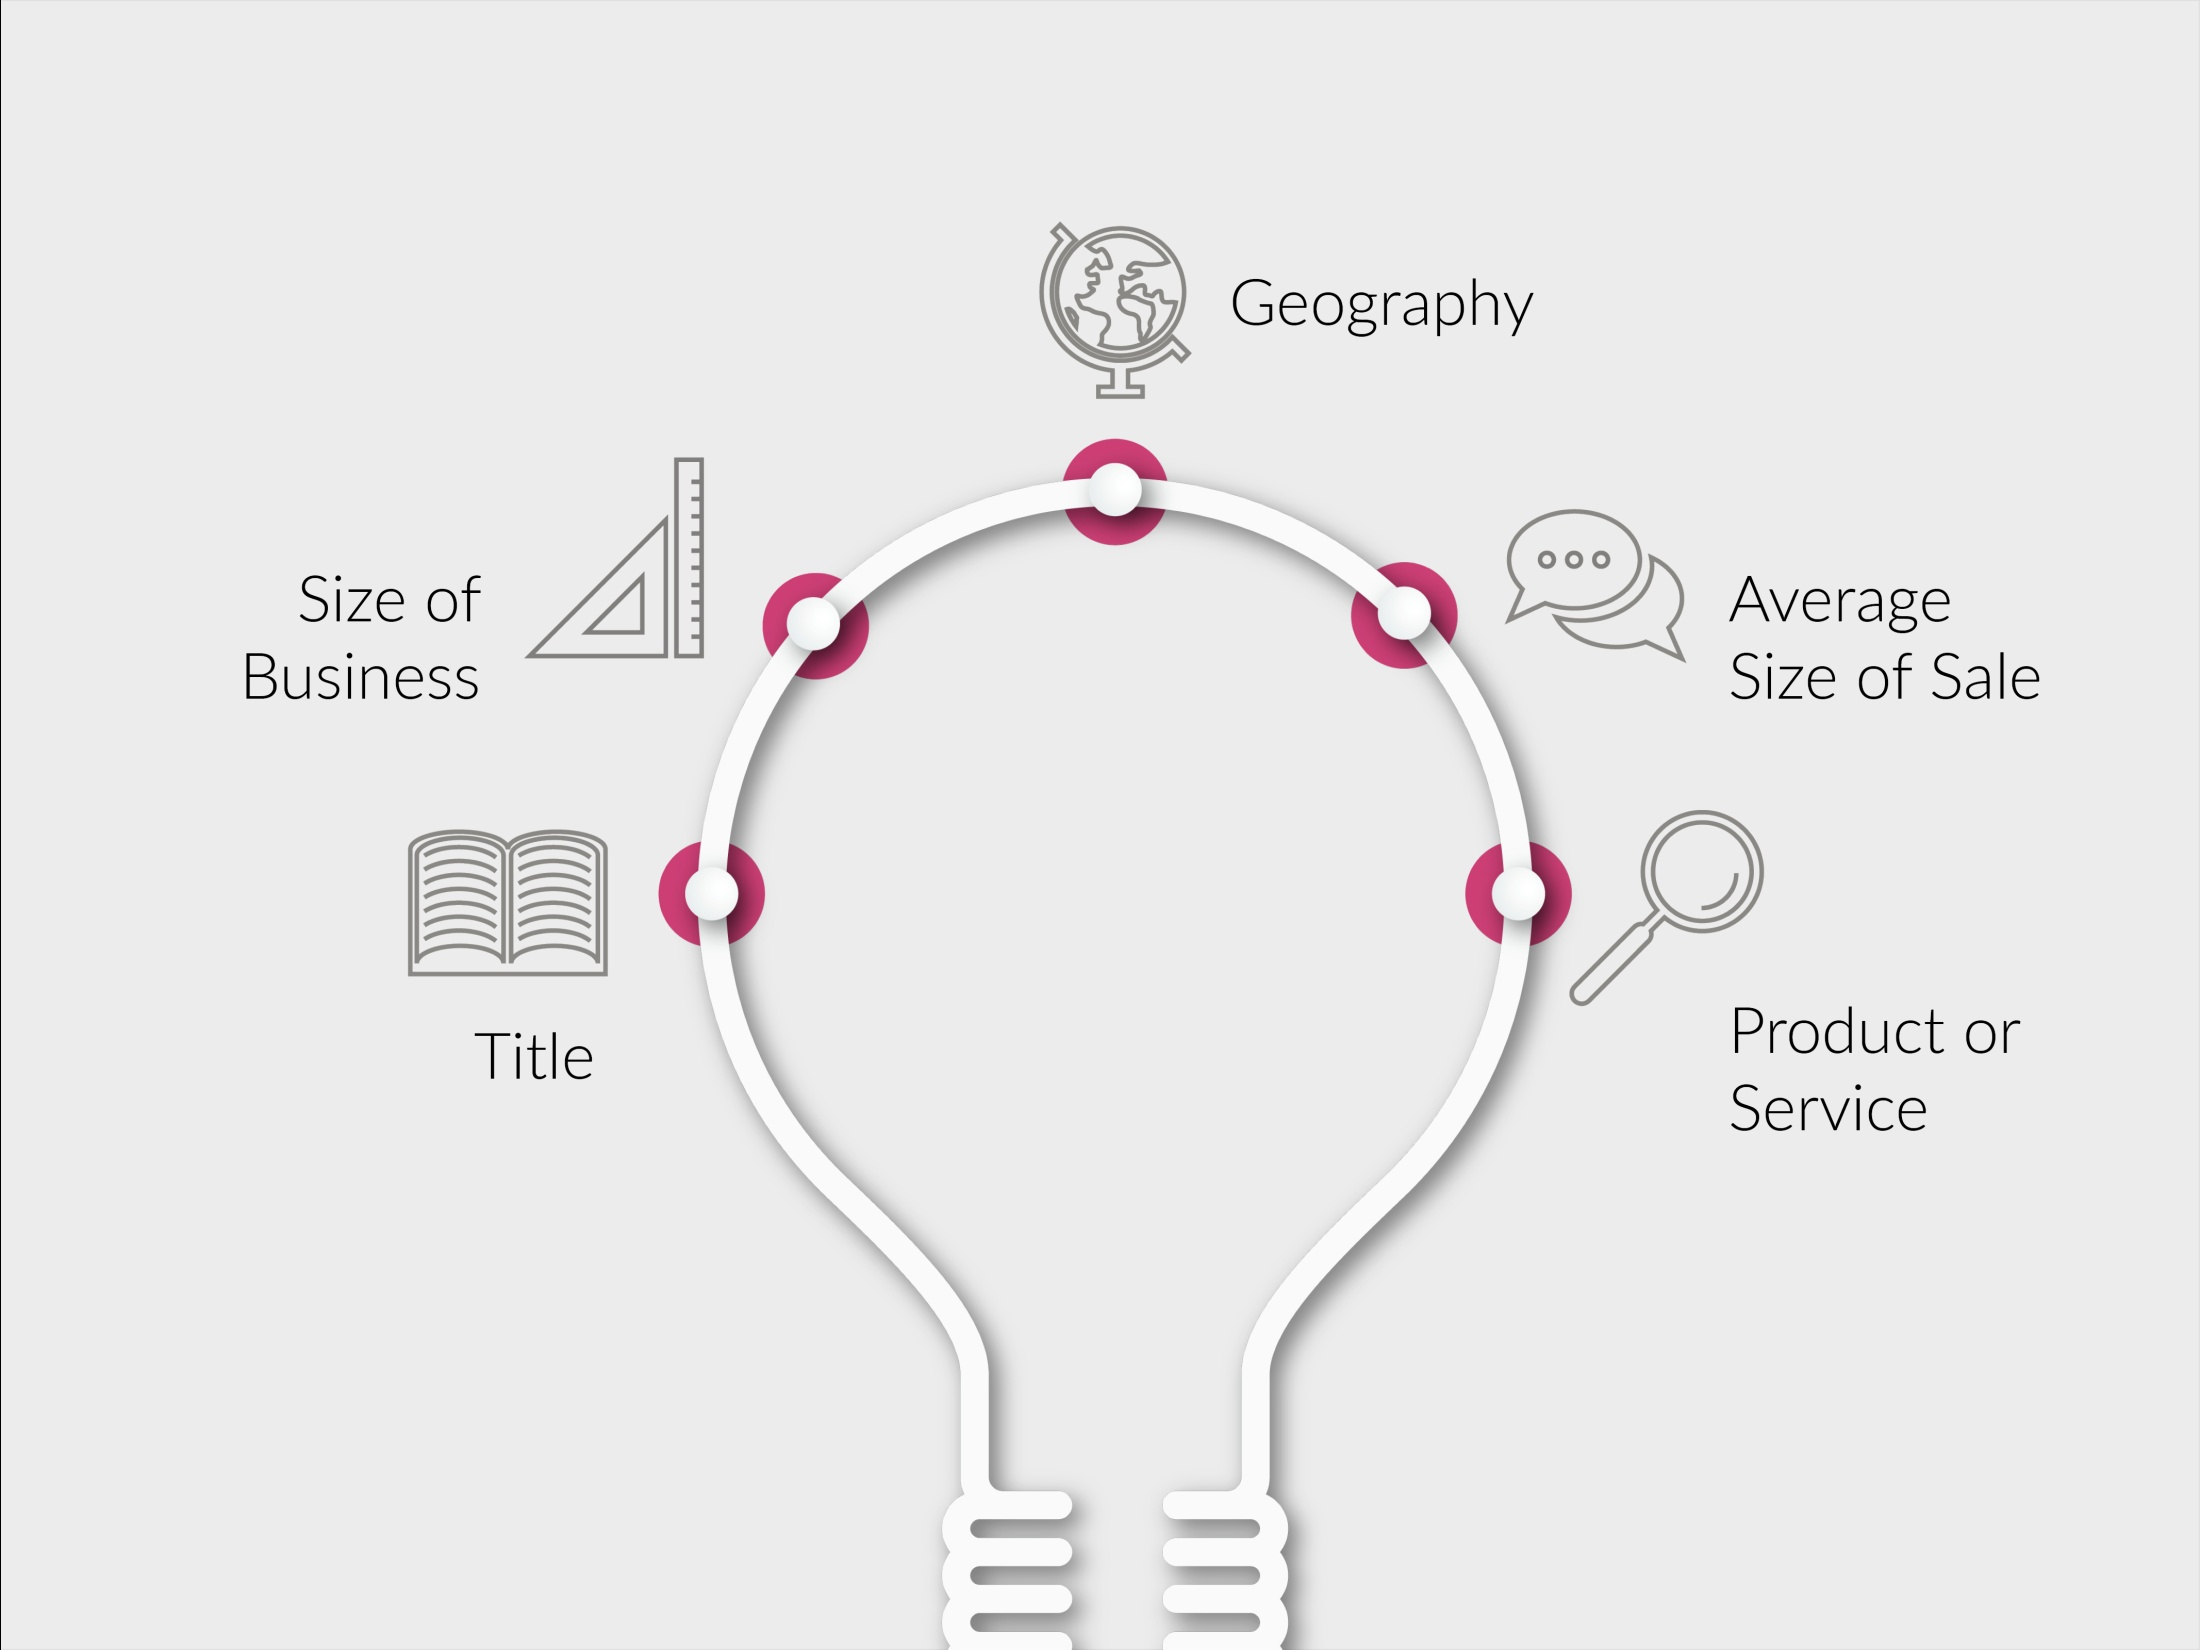 Geography
Size of
Business
Average
Size of Sale
Title
Product or
Service